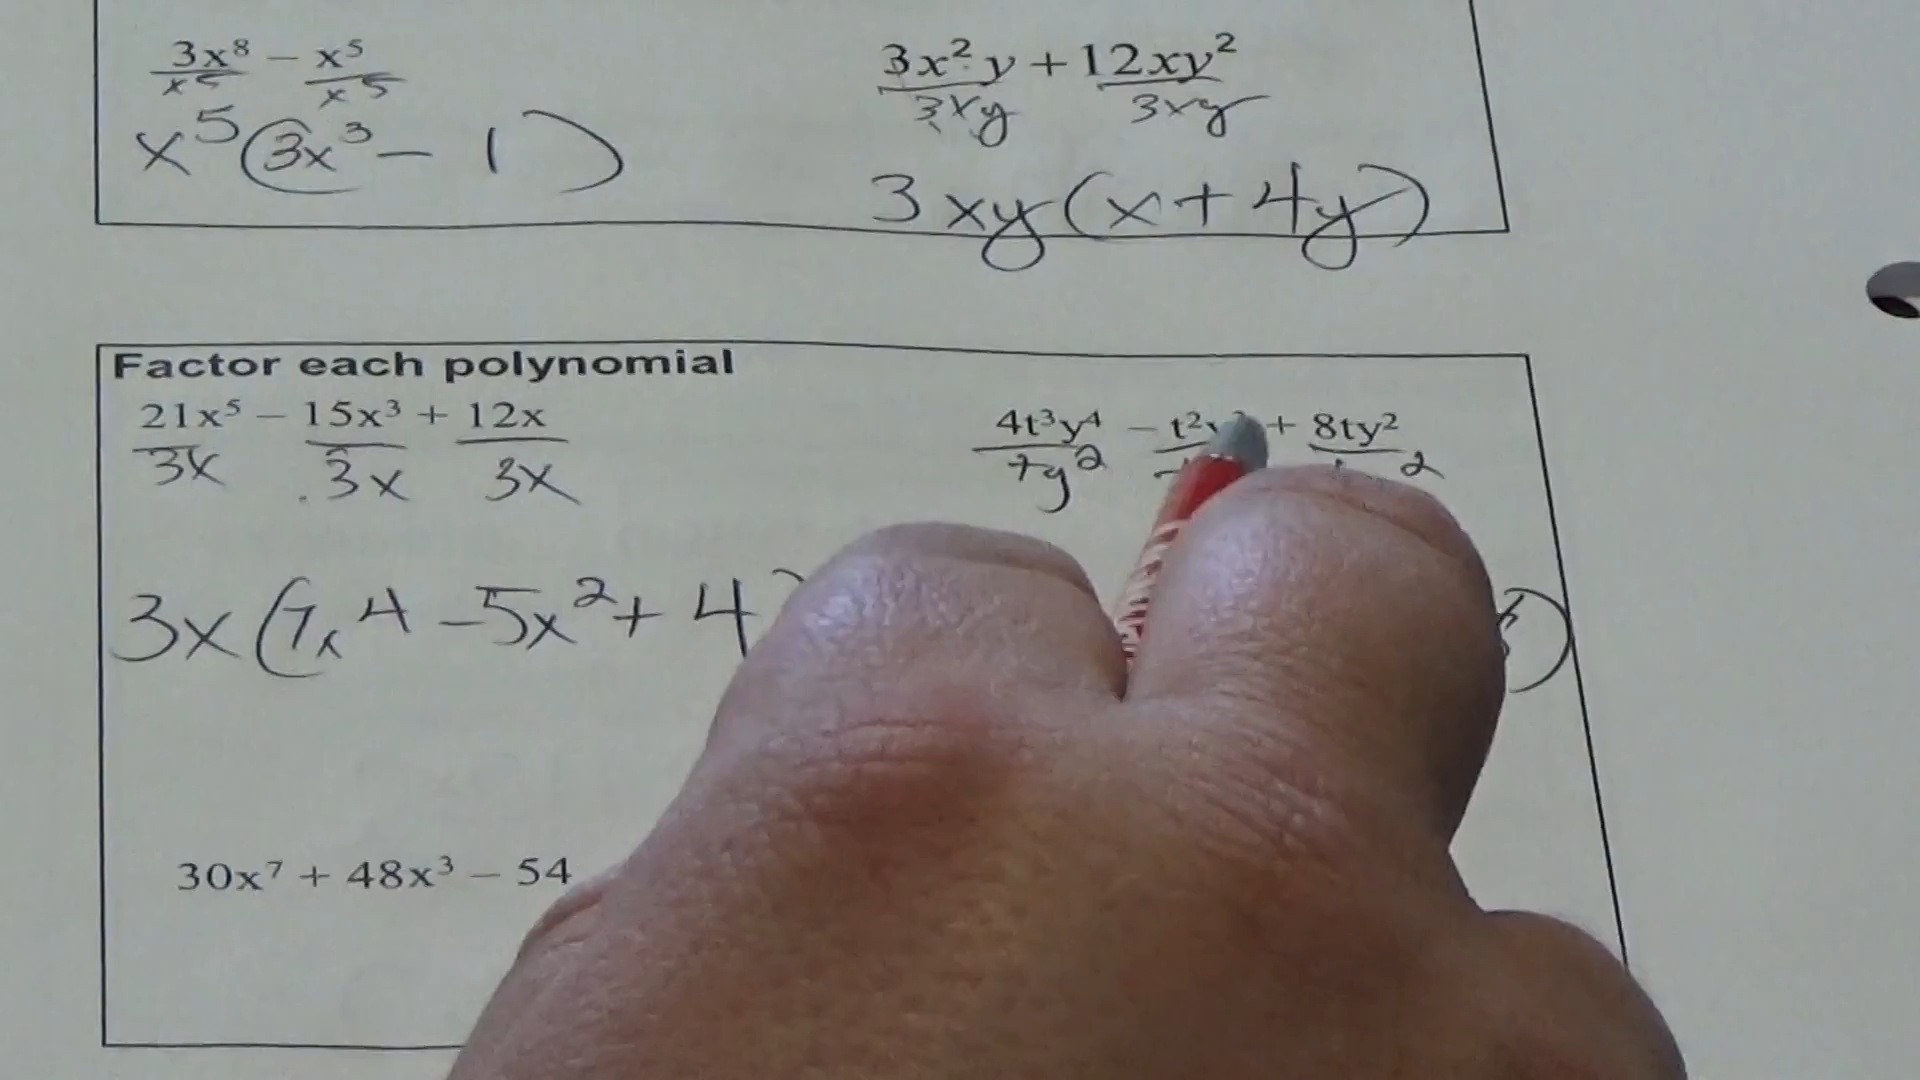 3x⁸ − x⁵
x⁵ x⁵
x⁵(3x³ − 1)
3x²y + 12xy²
3xy 3xy
3xy(x + 4y)
Factor each polynomial
21x⁵ − 15x³ + 12x
3x 3x 3x
3x(7x⁴ − 5x² + 4)
4t³y⁴ − t² + 8ty²
ty² 2
)
30x⁷ + 48x³ − 54